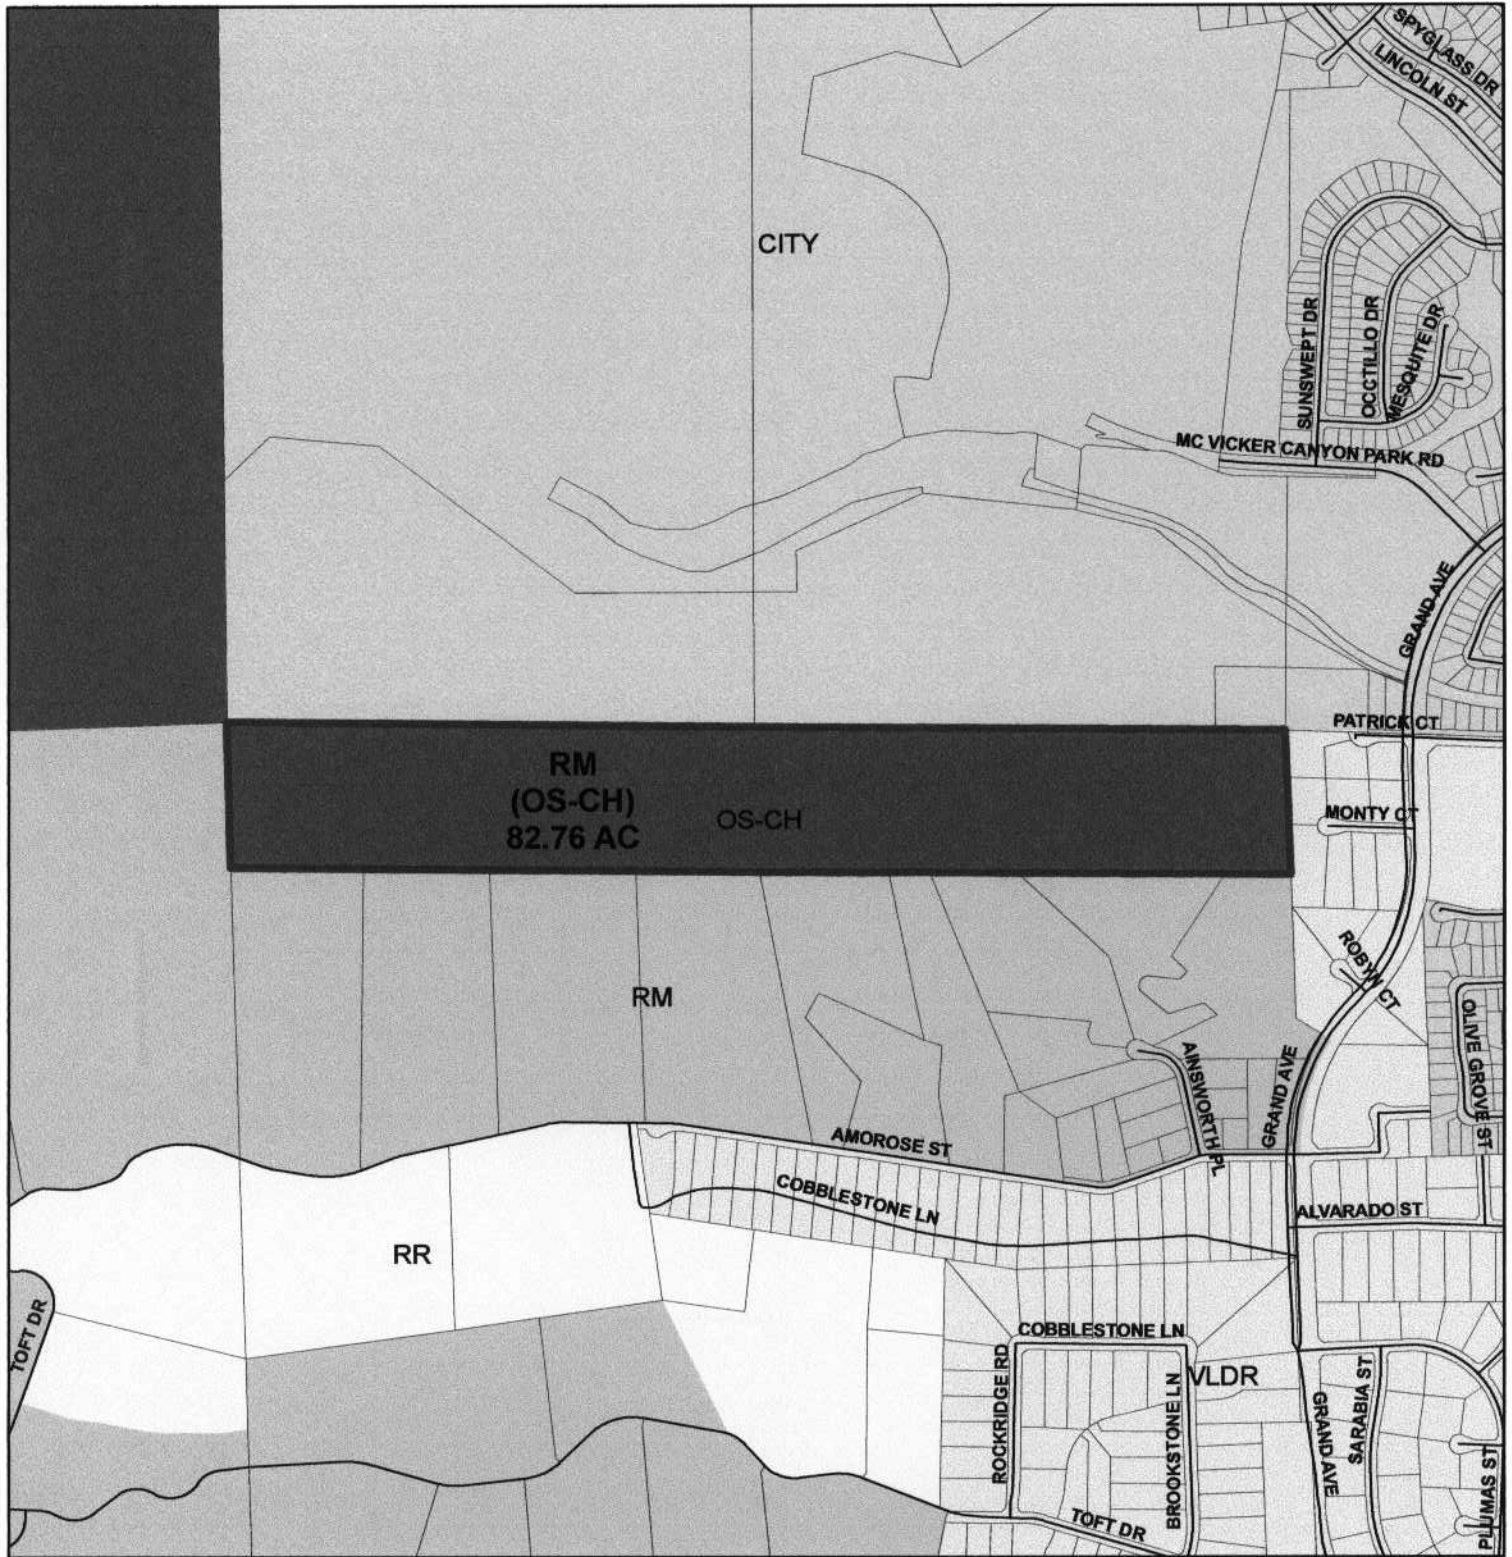 SPYGLASS DR
LINCOLN ST
CITY
SUNSWEPT DR
OCCTILLO DR
MESQUITE DR
MC VICKER CANYON PARK RD
GRAND AVE
PATRICK CT
RM
(OS-CH)
82.76 AC
OS-CH
MONTY CT
ROBYN CT
RM
OLIVE GROVE ST
AINSWORTH PL
GRAND AVE
AMOROSE ST
COBBLESTONE LN
ALVARADO ST
RR
TOFT DR
COBBLESTONE LN
ROCKRIDGE RD
VLDR
BROOKSTONE LN
GRAND AVE
SARABIA ST
PLUMAS ST
TOFT DR